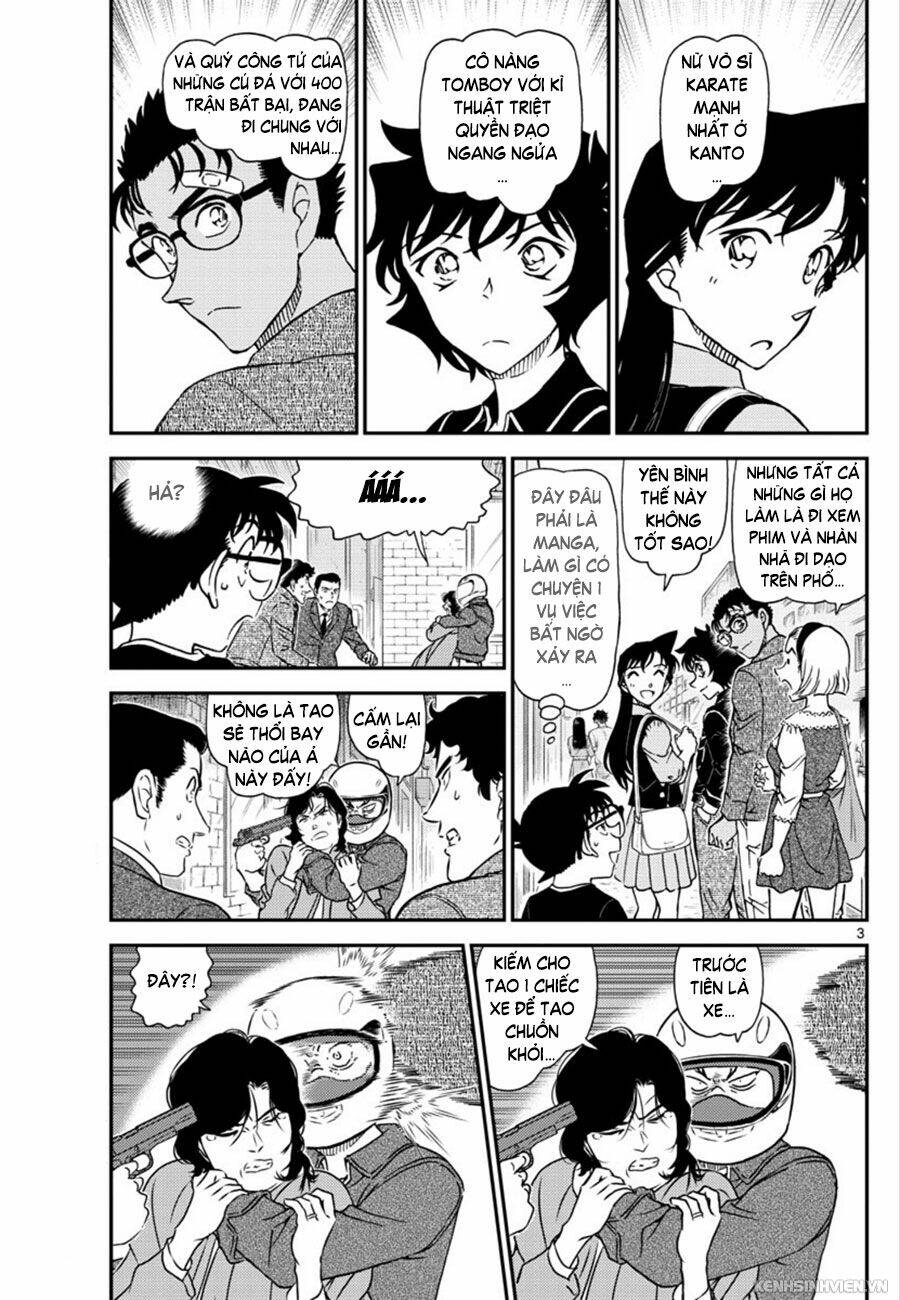 NỮ VÕ SĨ
KARATE
MẠNH
NHẤT Ở
KANTO
...
CÔ NÀNG
TOMBOY VỚI KĨ
THUẬT TRIỆT
QUYỀN ĐẠO
NGANG NGỬA
...
VÀ QUÝ CÔNG TỬ CỦA
NHỮNG CÚ ĐÁ VỚI 400
TRẬN BẤT BẠI, ĐANG
ĐI CHUNG VỚI
NHAU...
NHƯNG TẤT CẢ
NHỮNG GÌ HỌ
LÀM LÀ ĐI XEM
PHIM VÀ NHÀN
NHÃ ĐI DẠO
TRÊN PHỐ...
YÊN BÌNH
THẾ NÀY
KHÔNG
TỐT SAO!
ĐÂY ĐÂU
PHẢI LÀ
MANGA,
LÀM GÌ CÓ
CHUYỆN 1
VỤ VIỆC
BẤT NGỜ
XẢY RA
...
ÁÁÁ...
HẢ?
CẤM LẠI
GẦN!
KHÔNG LÀ TAO
SẼ THỔI BAY
NÃO CỦA Ả
NÀY ĐẤY!
3
TRƯỚC
TIÊN LÀ
XE...
KIẾM CHO
TAO 1 CHIẾC
XE ĐỂ TAO
CHUỒN
KHỎI...
ĐÂY?!
KENHSINHVIEN.VN